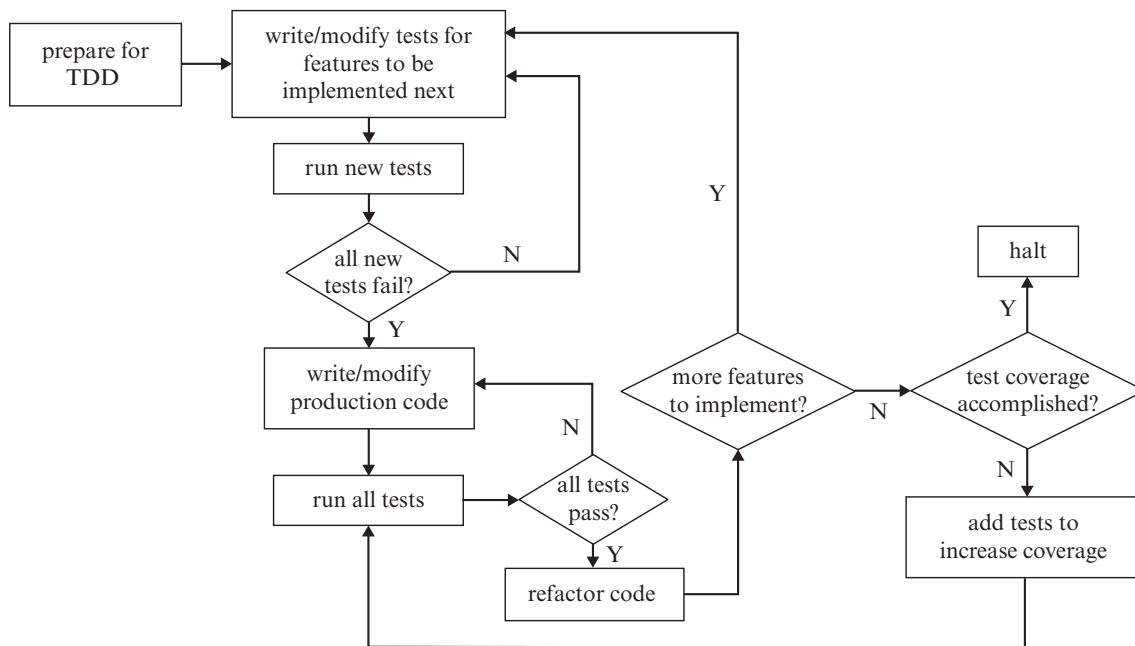 prepare for
TDD
write/modify tests for
features to be
implemented next
run new tests
all new
tests fail?
N
Y
write/modify
production code
run all tests
all tests
pass?
N
Y
refactor code
more features
to implement?
Y
N
test coverage
accomplished?
Y
halt
N
add tests to
increase coverage